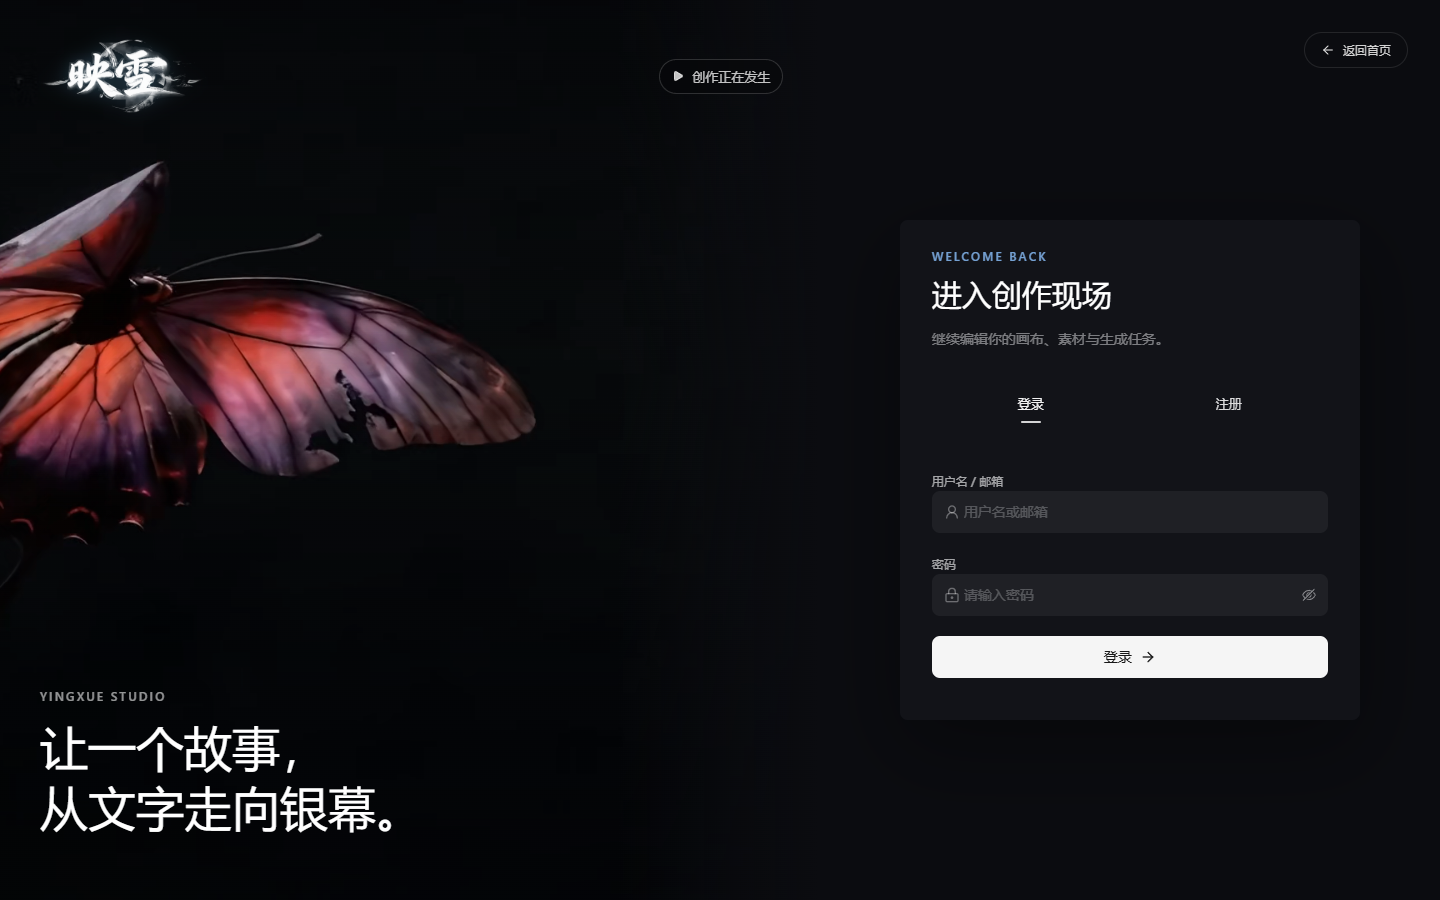 映雪
创作正在发生
返回首页
WELCOME BACK
进入创作现场
继续编辑你的画布、素材与生成任务。
登录
注册
用户名 / 邮箱
用户名或邮箱
密码
请输入密码
登录
YINGXUE STUDIO
让一个故事，
从文字走向银幕。